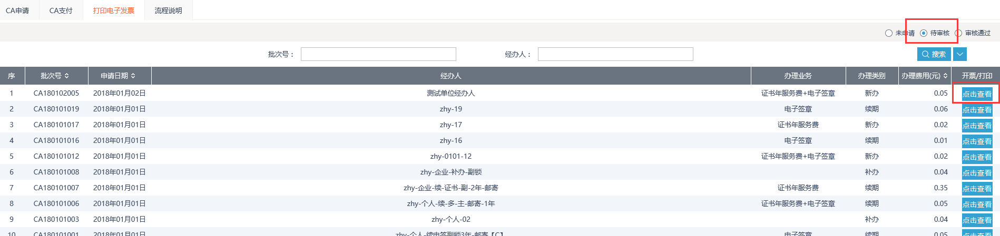 CA申请 CA支付 打印电子发票 流程说明
未申请 待审核 审核通过
批次号： 经办人： 搜索
序 批次号 申请日期 经办人 办理业务 办理类别 办理费用(元) 开票/打印
1 CA180102005 2018年01月02日 测试单位经办人 证书年服务费+电子签章 新办 0.05 点击查看
2 CA180101019 2018年01月01日 zhy-19 电子签章 续期 0.06 点击查看
3 CA180101017 2018年01月01日 zhy-17 证书年服务费 新办 0.02 点击查看
4 CA180101016 2018年01月01日 zhy-16 电子签章 续期 0.01 点击查看
5 CA180101012 2018年01月01日 zhy-0101-12 证书年服务费+电子签章 新办 0.02 点击查看
6 CA180101008 2018年01月01日 zhy-企业-补办-副锁 补办 0.04 点击查看
7 CA180101007 2018年01月01日 zhy-企业-续-证书-副-2年-邮寄 证书年服务费 续期 0.35 点击查看
8 CA180101006 2018年01月01日 zhy-个人-续-多-主-邮寄-1年 证书年服务费+电子签章 续期 0.05 点击查看
9 CA180101003 2018年01月01日 zhy-个人-02 补办 0.04 点击查看
10 CA180101001 2018年01月01日 zhy-个人-续电签副锁3年-邮寄【C】 电子签章 续期 0.05 点击查看